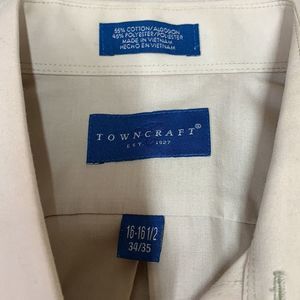 55% COTTON/ALGODON
45% POLYESTER/POLIESTER
MADE IN VIETNAM
HECHO EN VIETNAM
TOWNCRAFT®
EST. 1927
16-16 1/2
34/35